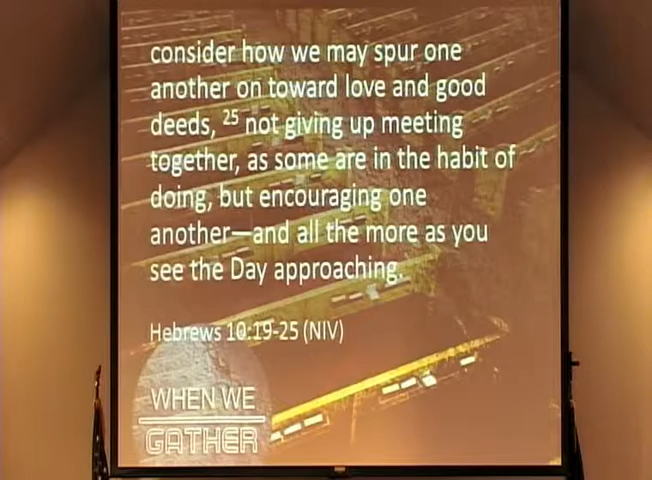 consider how we may spur one
another on toward love and good
deeds, 25 not giving up meeting
together, as some are in the habit of
doing, but encouraging one
another—and all the more as you
see the Day approaching.
Hebrews 10:19-25 (NIV)
WHEN WE
GATHER